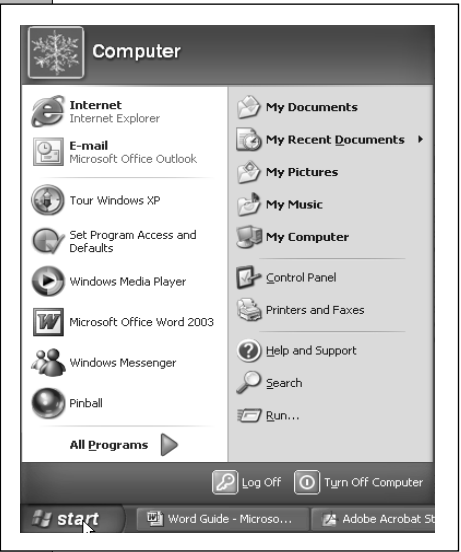 Computer
Internet
Internet Explorer
E-mail
Microsoft Office Outlook
Tour Windows XP
Set Program Access and
Defaults
Windows Media Player
Microsoft Office Word 2003
Windows Messenger
Pinball
All Programs
My Documents
My Recent Documents
My Pictures
My Music
My Computer
Control Panel
Printers and Faxes
Help and Support
Search
Run...
Log Off
Turn Off Computer
start
Word Guide - Microso...
Adobe Acrobat St